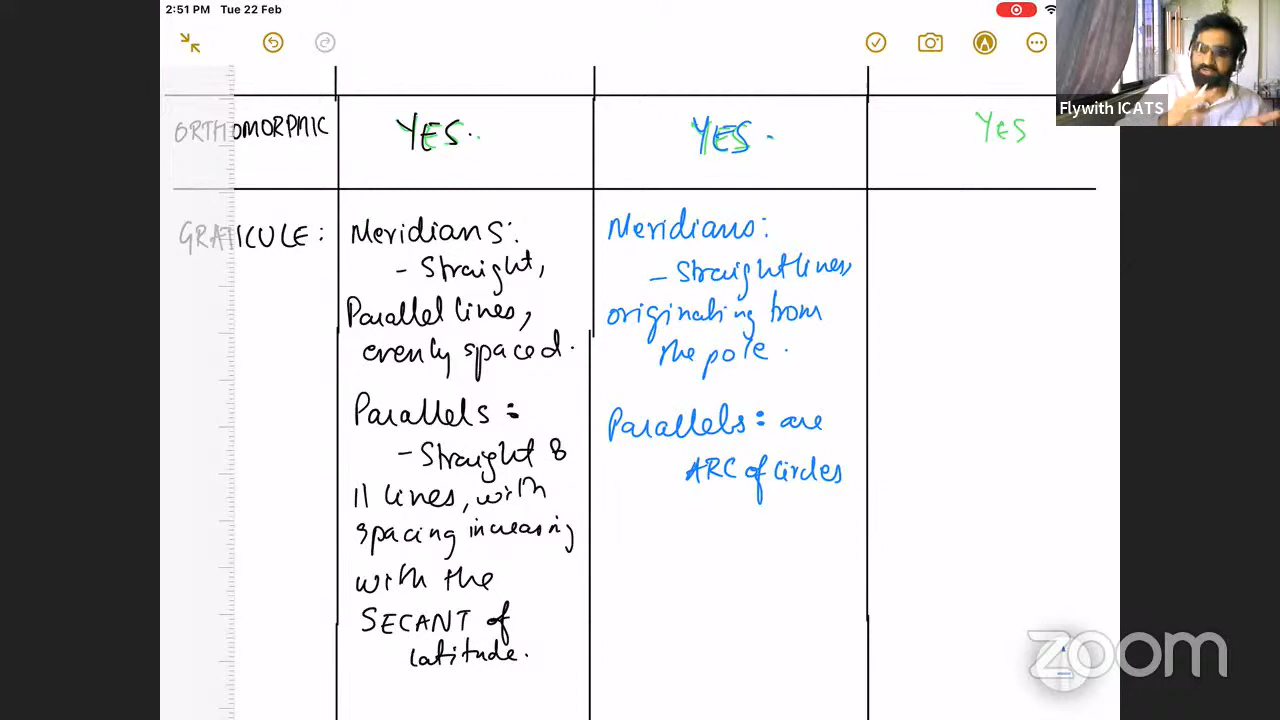 2:51 PM Tue 22 Feb
Flywith ICATS
ORTHOMORPHIC YES. YES. YES
GRATICULE:
Meridians:
- Straight,
Parallel lines,
evenly spaced.
Parallels:
- Straight &
11 lines, with
spacing increasing
with the
SECANT of
latitude.
Meridians:
- Straight lines,
originating from
the pole.
Parallels: are
ARC of Circles
zoom